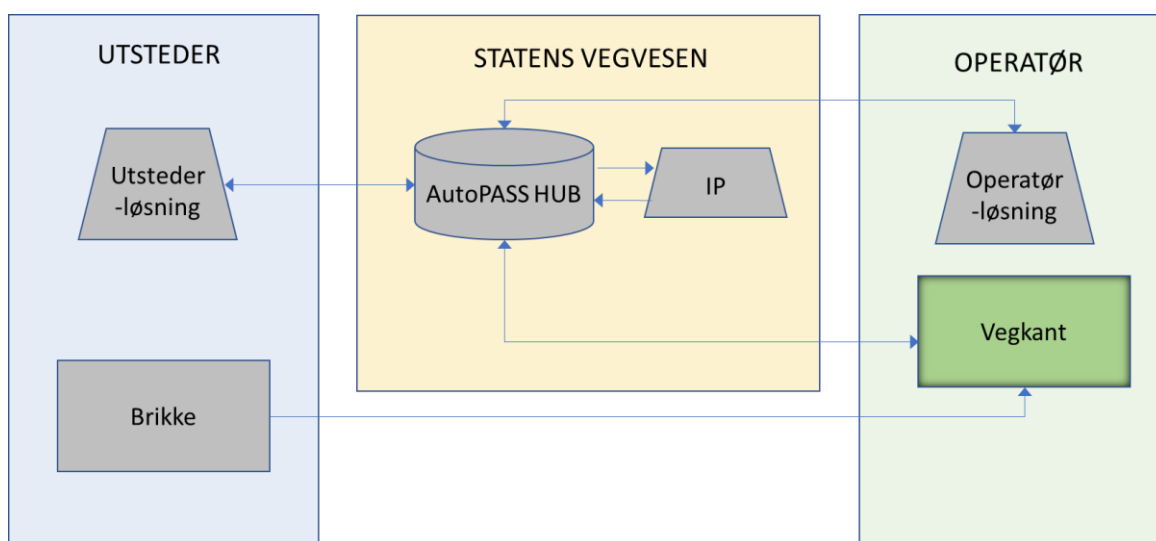 UTSTEDER
Utsteder
-løsning
Brikke
STATENS VEGVESEN
AutoPASS HUB
IP
OPERATØR
Operatør
-løsning
Vegkant